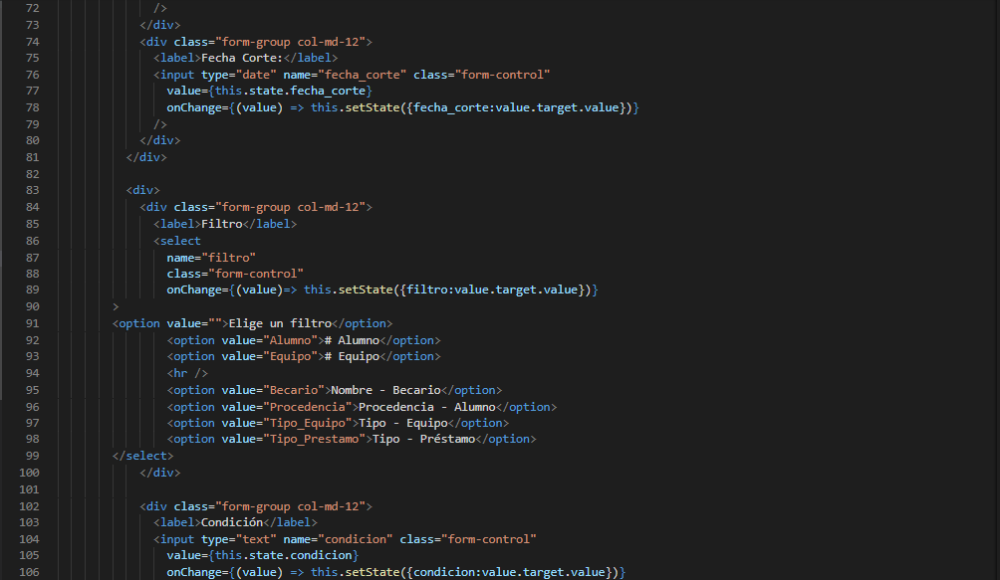 72 />
73 </div>
74 <div class="form-group col-md-12">
75 <label>Fecha Corte:</label>
76 <input type="date" name="fecha_corte" class="form-control"
77 value={this.state.fecha_corte}
78 onChange={(value) => this.setState({fecha_corte:value.target.value})}
79 />
80 </div>
81 </div>
82
83 <div>
84 <div class="form-group col-md-12">
85 <label>Filtro</label>
86 <select
87 name="filtro"
88 class="form-control"
89 onChange={(value)=> this.setState({filtro:value.target.value})}
90 >
91 <option value="">Elige un filtro</option>
92 <option value="Alumno"># Alumno</option>
93 <option value="Equipo"># Equipo</option>
94 <hr />
95 <option value="Becario">Nombre - Becario</option>
96 <option value="Procedencia">Procedencia - Alumno</option>
97 <option value="Tipo_Equipo">Tipo - Equipo</option>
98 <option value="Tipo_Prestamo">Tipo - Préstamo</option>
99 </select>
100 </div>
101
102 <div class="form-group col-md-12">
103 <label>Condición</label>
104 <input type="text" name="condicion" class="form-control"
105 value={this.state.condicion}
106 onChange={(value) => this.setState({condicion:value.target.value})}